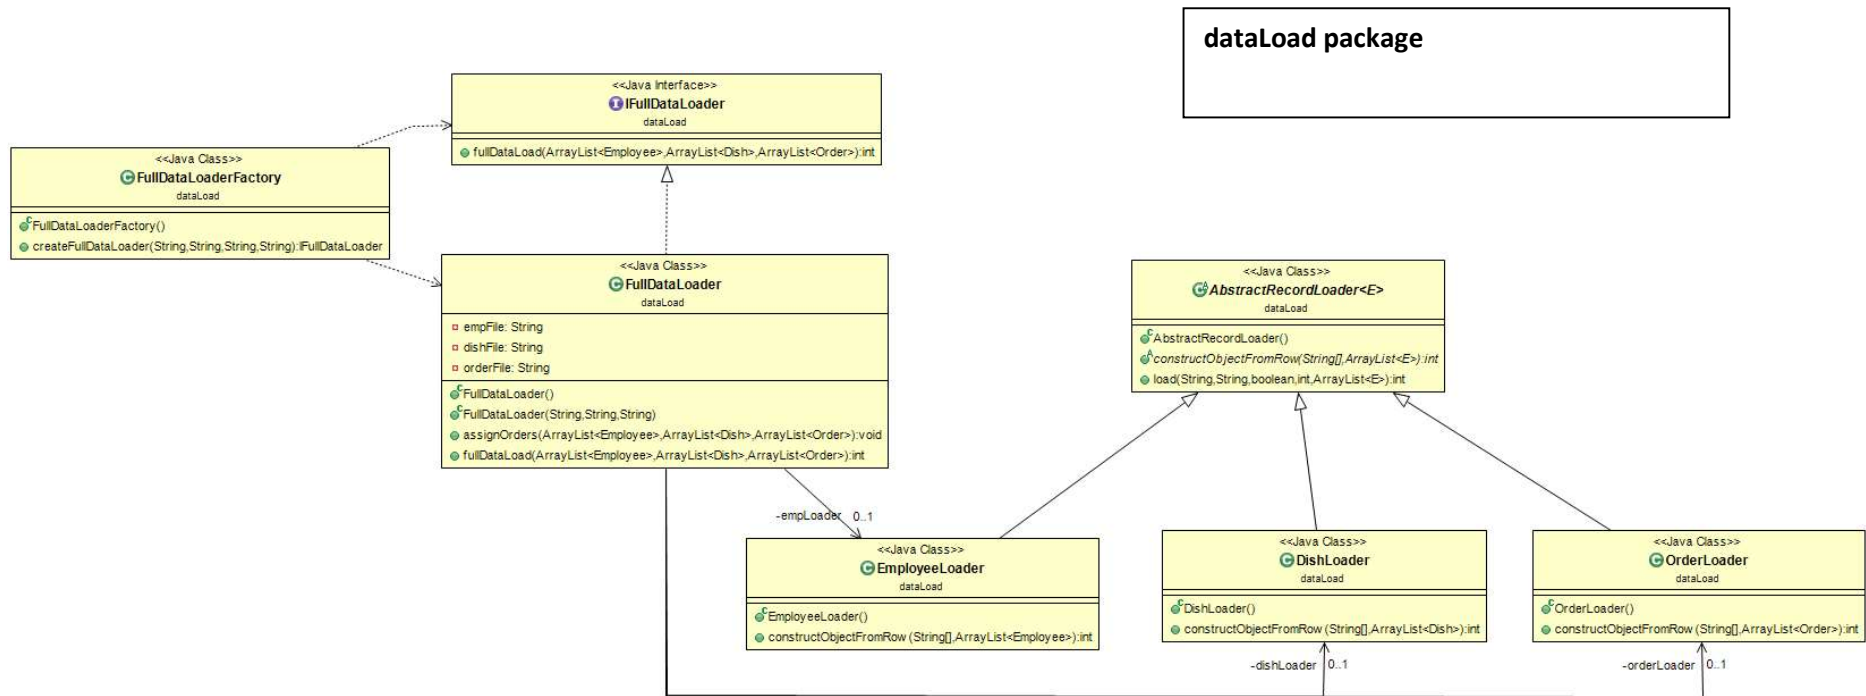 dataLoad package
<<Java Interface>>
IFullDataLoader
dataLoad
fullDataLoad(ArrayList<Employee>,ArrayList<Dish>,ArrayList<Order>):int
<<Java Class>>
FullDataLoaderFactory
dataLoad
FullDataLoaderFactory()
createFullDataLoader(String,String,String,String):IFullDataLoader
<<Java Class>>
FullDataLoader
dataLoad
empFile: String
dishFile: String
orderFile: String
FullDataLoader()
FullDataLoader(String,String,String)
assignOrders(ArrayList<Employee>,ArrayList<Dish>,ArrayList<Order>):void
fullDataLoad(ArrayList<Employee>,ArrayList<Dish>,ArrayList<Order>):int
<<Java Class>>
AbstractRecordLoader<E>
dataLoad
AbstractRecordLoader()
constructObjectFromRow(String[],ArrayList<E>):int
load(String,String,boolean,int,ArrayList<E>):int
-empLoader 0..1
<<Java Class>>
EmployeeLoader
dataLoad
EmployeeLoader()
constructObjectFromRow (String[],ArrayList<Employee>):int
<<Java Class>>
DishLoader
dataLoad
DishLoader()
constructObjectFromRow (String[],ArrayList<Dish>):int
<<Java Class>>
OrderLoader
dataLoad
OrderLoader()
constructObjectFromRow (String[],ArrayList<Order>):int
-dishLoader 0..1
-orderLoader 0..1